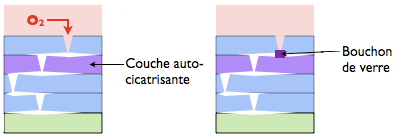 O₂
Couche auto-
cicatrisante
Bouchon
de verre